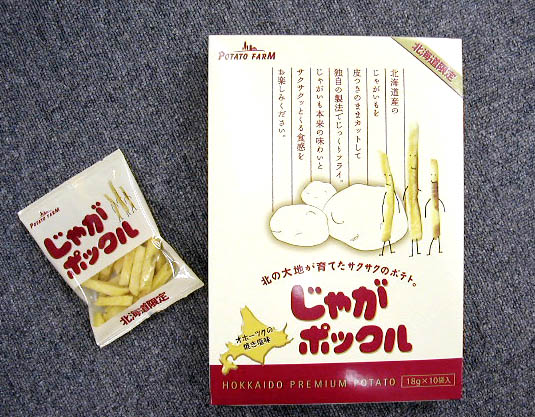 POTATO FARM
じゃが
ポックル
北海道限定
POTATO FARM
北海道限定
北海道産の
じゃがいもを
皮つきのままカットして
独自の製法でじっくりフライ。
じゃがいも本来の味わいと
サクサクッとくる食感を
お楽しみください。
北の大地が育てたサクサクのポテト。
じゃが
ポックル
オホーツクの
焼き塩味
HOKKAIDO PREMIUM POTATO
18g×10袋入